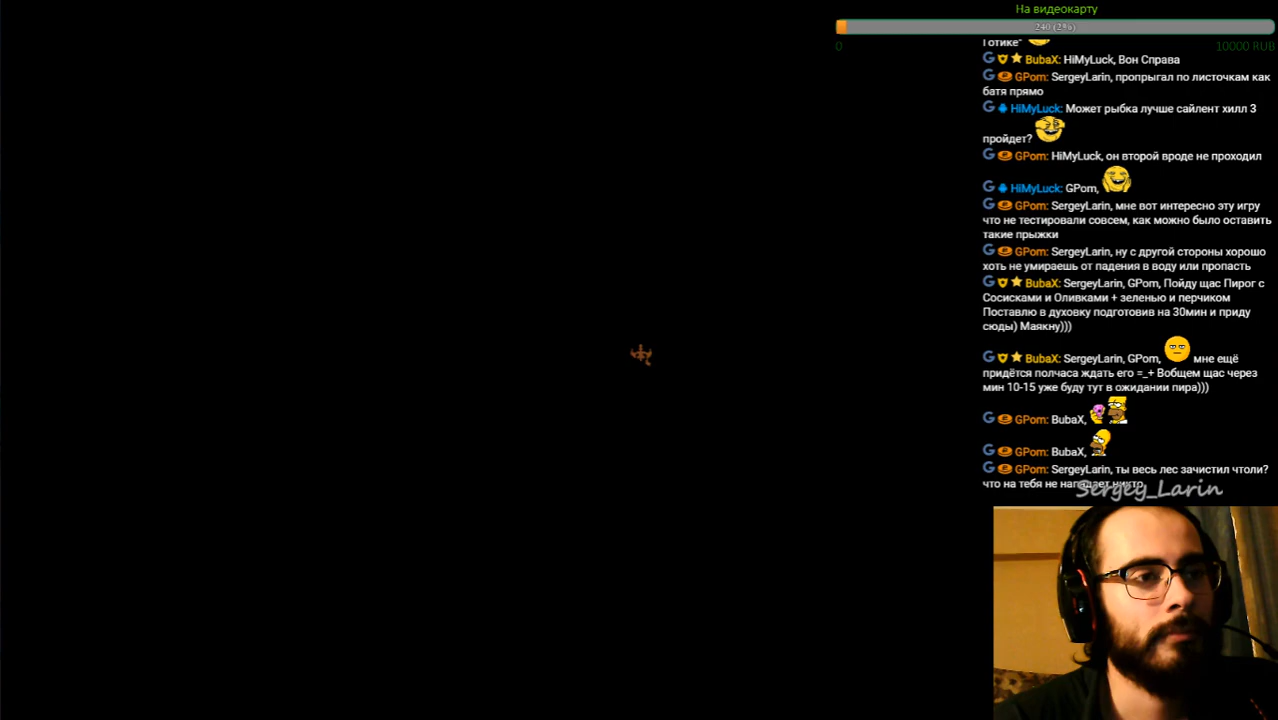 На видеокарту
240 (2%)
0
10000 RUB
Готике"
BubaX: HiMyLuck, Вон Справа
GPom: SergeyLarin, пропрыгал по листочкам как
батя прямо
HiMyLuck: Может рыбка лучше сайлент хилл 3
пройдет?
GPom: HiMyLuck, он второй вроде не проходил
HiMyLuck: GPom,
GPom: SergeyLarin, мне вот интересно эту игру
что не тестировали совсем, как можно было оставить
такие прыжки
GPom: SergeyLarin, ну с другой стороны хорошо
хоть не умираешь от падения в воду или пропасть
BubaX: SergeyLarin, GPom, Пойду щас Пирог с
Сосисками и Оливками + зеленью и перчиком
Поставлю в духовку подготовив на 30мин и приду
сюды) Маякну)))
BubaX: SergeyLarin, GPom, мне ещё
придётся полчаса ждать его =_+ Вобщем щас через
мин 10-15 уже буду тут в ожидании пира)))
GPom: BubaX,
GPom: BubaX,
GPom: SergeyLarin, ты весь лес зачистил чтоли?
что на тебя не нападает никто
Sergey_Larin